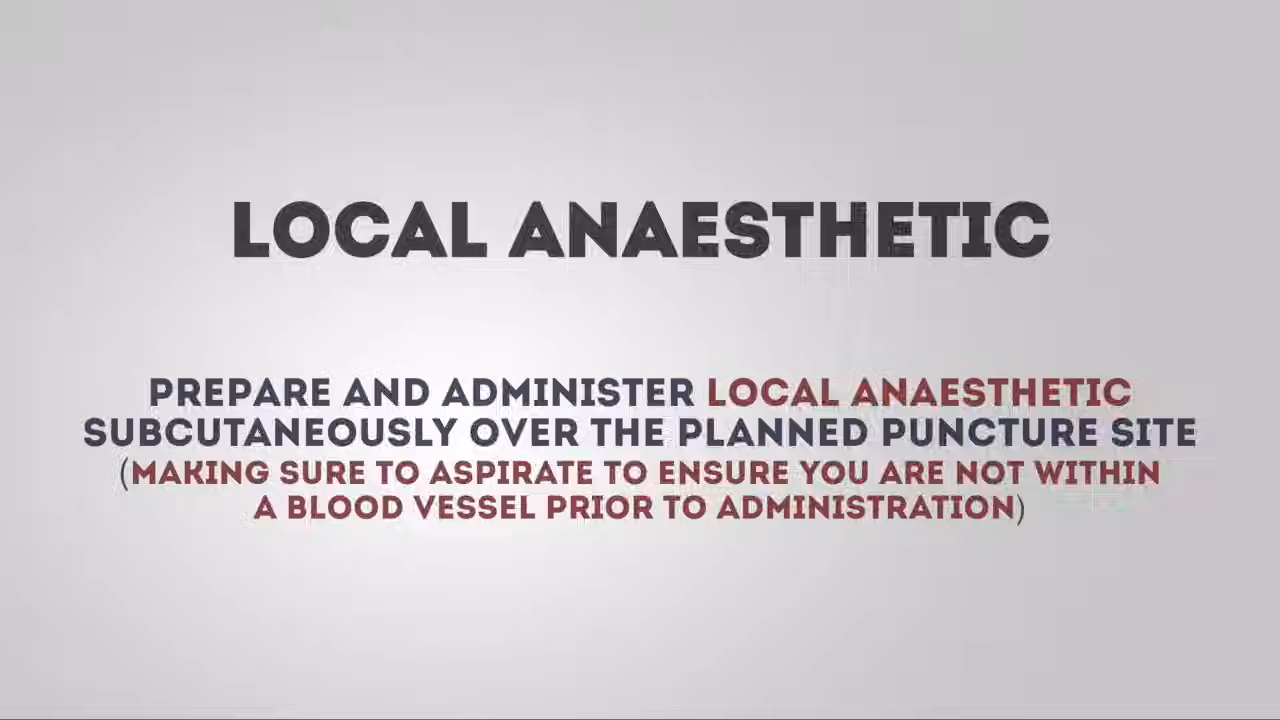 LOCAL ANAESTHETIC
PREPARE AND ADMINISTER LOCAL ANAESTHETIC
SUBCUTANEOUSLY OVER THE PLANNED PUNCTURE SITE
(MAKING SURE TO ASPIRATE TO ENSURE YOU ARE NOT WITHIN
A BLOOD VESSEL PRIOR TO ADMINISTRATION)